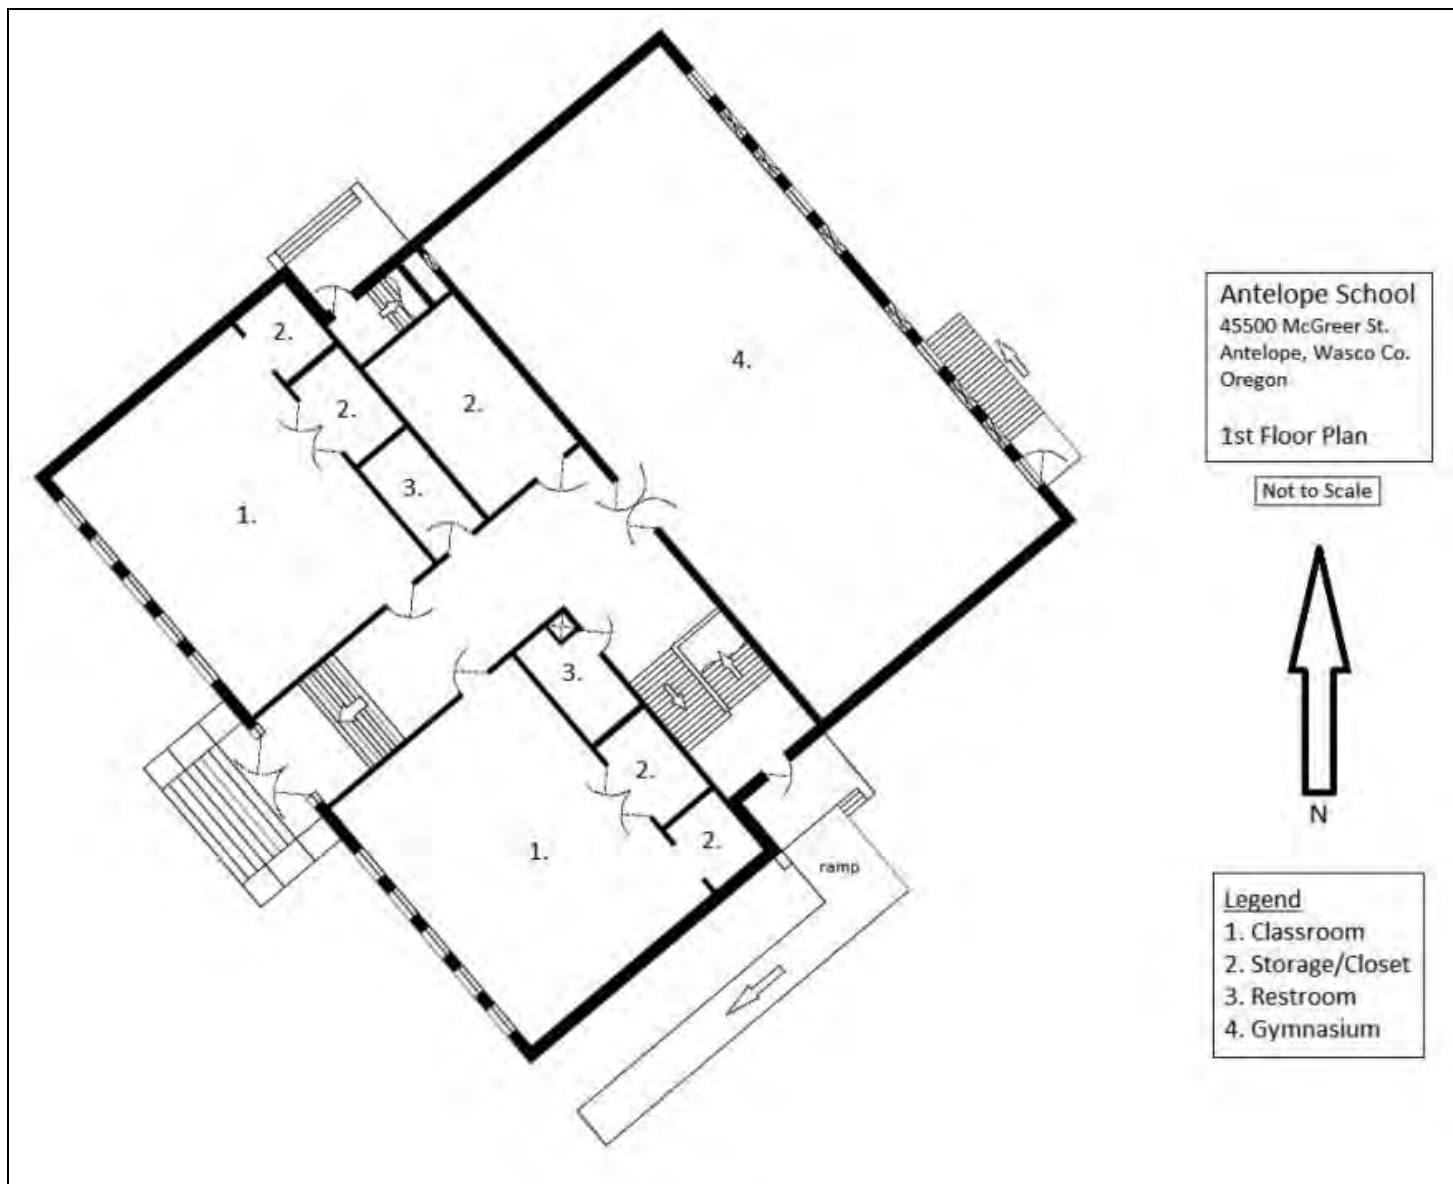 2.
4.
2.
2.
3.
1.
3.
2.
2.
1.
ramp
Antelope School
45500 McGreer St.
Antelope, Wasco Co.
Oregon
1st Floor Plan
Not to Scale
N
Legend
1. Classroom
2. Storage/Closet
3. Restroom
4. Gymnasium